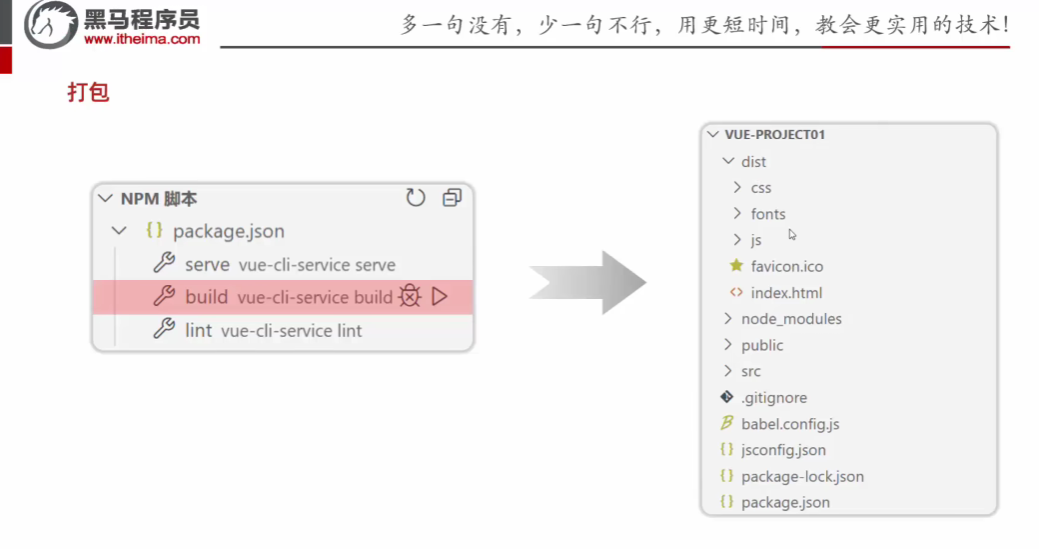 黑马程序员
www.itheima.com
多一句没有，少一句不行，用更短时间，教会更实用的技术！
打包
NPM 脚本
{} package.json
serve vue-cli-service serve
build vue-cli-service build
lint vue-cli-service lint
VUE-PROJECT01
dist
css
fonts
js
favicon.ico
<> index.html
node_modules
public
src
.gitignore
B babel.config.js
{} jsconfig.json
{} package-lock.json
{} package.json